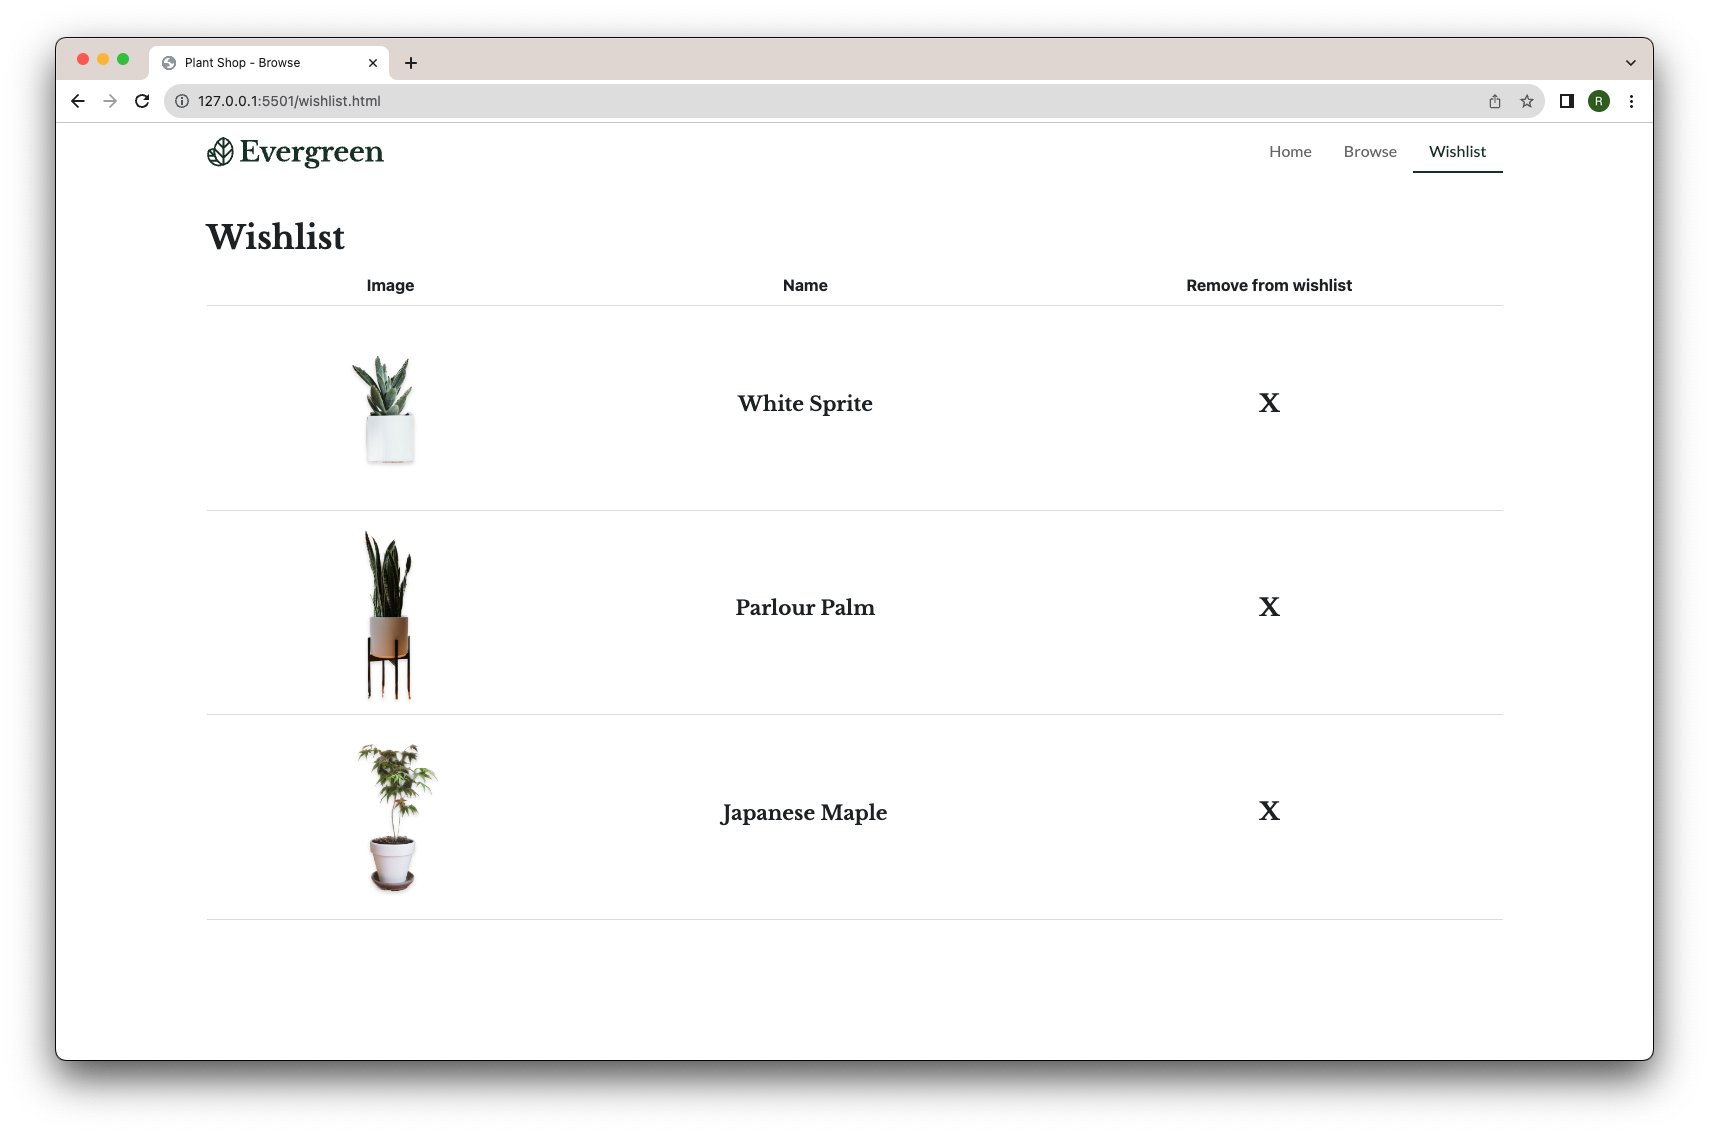 Plant Shop - Browse
127.0.0.1:5501/wishlist.html
R
Evergreen
Home Browse Wishlist
Wishlist
Image Name Remove from wishlist
White Sprite X
Parlour Palm X
Japanese Maple X